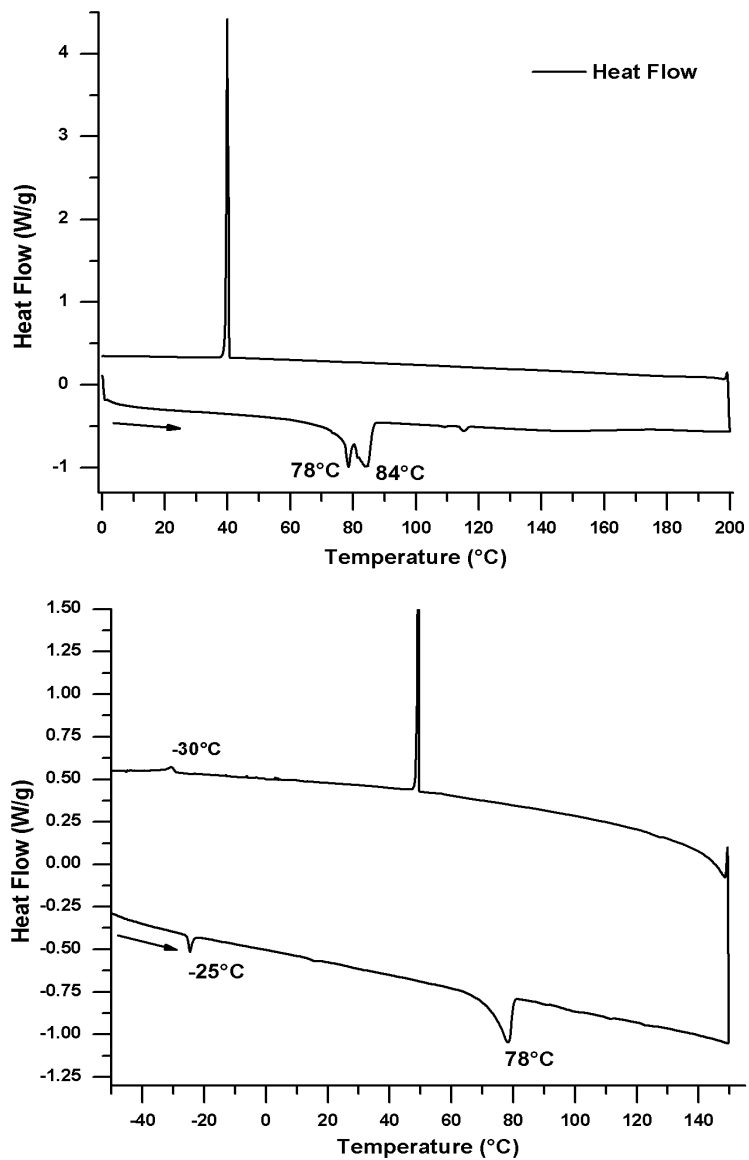 Heat Flow
4
3
2
1
0
-1
Heat Flow (W/g)
78°C
84°C
0 20 40 60 80 100 120 140 160 180 200
Temperature (°C)
1.50
1.25
1.00
0.75
0.50
0.25
0.00
-0.25
-0.50
-0.75
-1.00
-1.25
Heat Flow (W/g)
-30°C
-25°C
78°C
-40 -20 0 20 40 60 80 100 120 140
Temperature (°C)